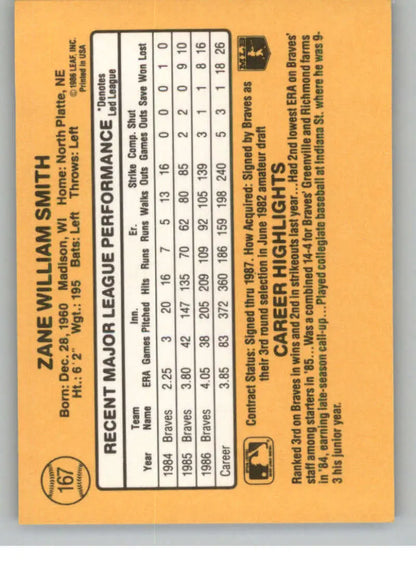 167
ZANE WILLIAM SMITH
© 1986 LEAF, INC.
Printed in USA
Born: Dec. 28, 1960 Madison, WI Home: North Platte, NE
Ht.: 6'2" Wgt.: 195 Bats: Left Throws: Left
RECENT MAJOR LEAGUE PERFORMANCE *Denotes Led League
Team Inn. Er. Strike Comp. Shut
Year Name ERA Games Pitched Hits Runs Runs Walks Outs Games Outs Save Won Lost
1984 Braves 2.25 3 20 16 7 5 13 16 0 0 0 1 0
1985 Braves 3.80 42 147 135 70 62 80 85 2 2 0 9 10
1986 Braves 4.05 38 205 209 109 92 105 139 3 1 1 8 16
Career 3.85 83 372 360 186 159 198 240 5 3 1 18 26
Contract Status: Signed thru 1987. How Acquired: Signed by Braves as
their 3rd round selection in June 1982 amateur draft
MLB
CAREER HIGHLIGHTS
Ranked 3rd on Braves in wins and 2nd in strikeouts last year...Had 2nd lowest ERA on Braves'
staff among starters in '85...Was a combined 14-4 for Braves' Greenville and Richmond farms
in '84, earning late-season call-up...Played collegiate baseball at Indiana St. where he was 9-
3 his junior year.